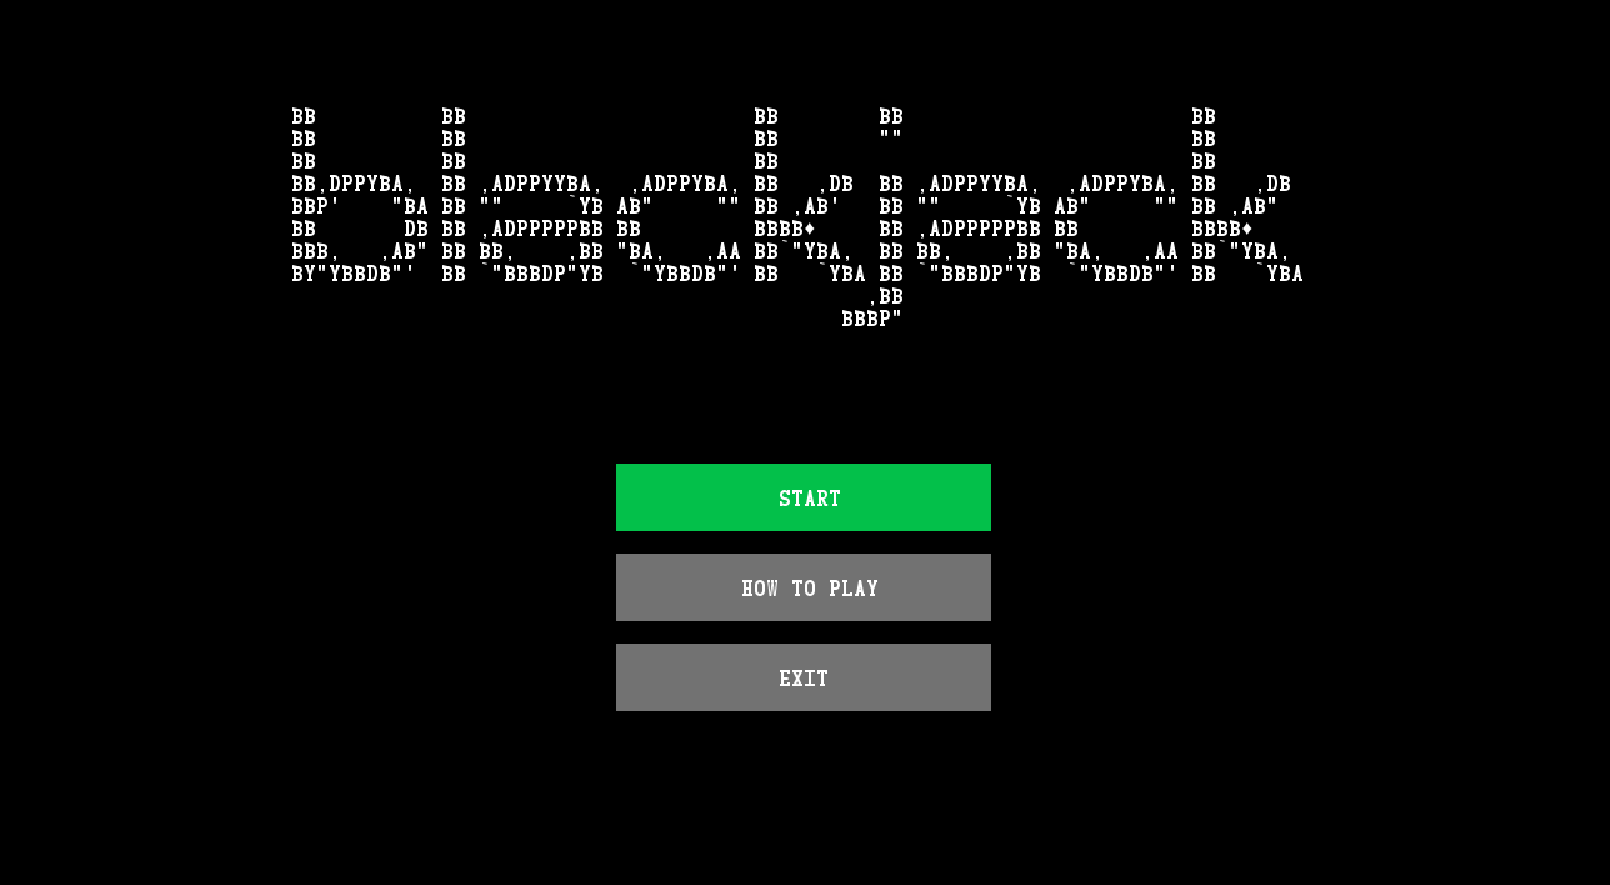 BB          BB                       BB        BB                       BB
BB          BB                       BB        ""                       BB
BB          BB                       BB                                 BB
BB,DPPYBA,  BB ,ADPPYYBA,  ,ADPPYBA, BB   ,DB  BB ,ADPPYYBA,  ,ADPPYBA, BB   ,DB
BBP'    "BA BB ""     `YB AB"     "" BB ,AB'   BB ""     `YB AB"     "" BB ,AB"
BB       DB BB ,ADPPPPPBB BB         BBBB♦     BB ,ADPPPPPBB BB         BBBB♦
BBB,   ,AB" BB BB,    ,BB "BA,   ,AA BB`"YBA,  BB BB,    ,BB "BA,   ,AA BB`"YBA,
BY"YBBDB"'  BB `"BBBDP"YB  `"YBBDB"' BB   `YBA BB `"BBBDP"YB  `"YBBDB"' BB   `YBA
                                              ,BB
                                            BBBP"
START
HOW TO PLAY
EXIT